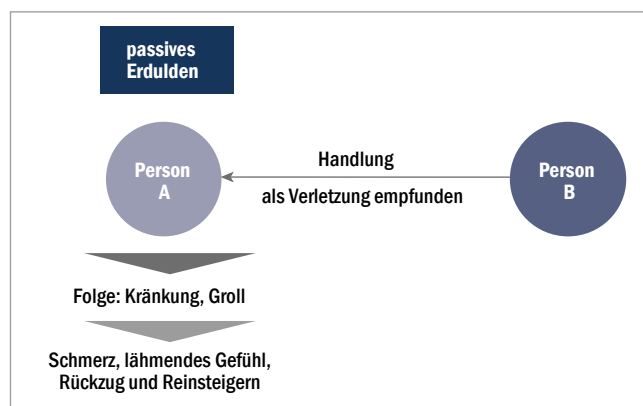 passives
Erdulden
Person
A
Handlung
als Verletzung empfunden
Person
B
Folge: Kränkung, Groll
Schmerz, lähmendes Gefühl,
Rückzug und Reinsteigern